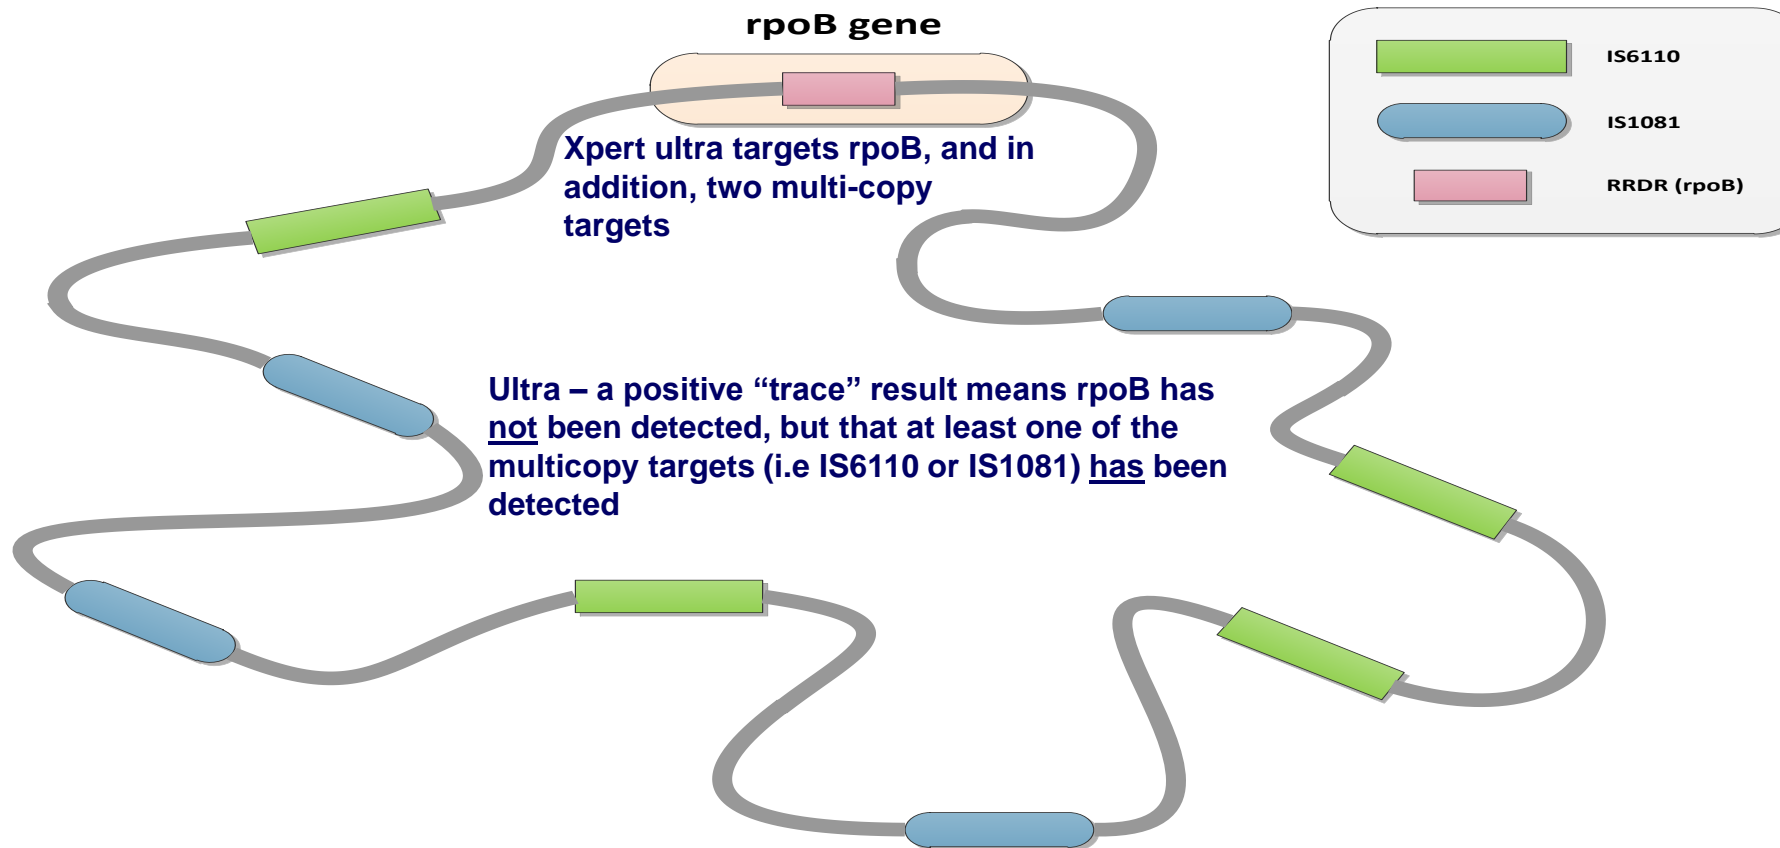 rpoB gene
IS6110
IS1081
RRDR (rpoB)
Xpert ultra targets rpoB, and in
addition, two multi-copy
targets
Ultra – a positive “trace” result means rpoB has
not been detected, but that at least one of the
multicopy targets (i.e IS6110 or IS1081) has been
detected